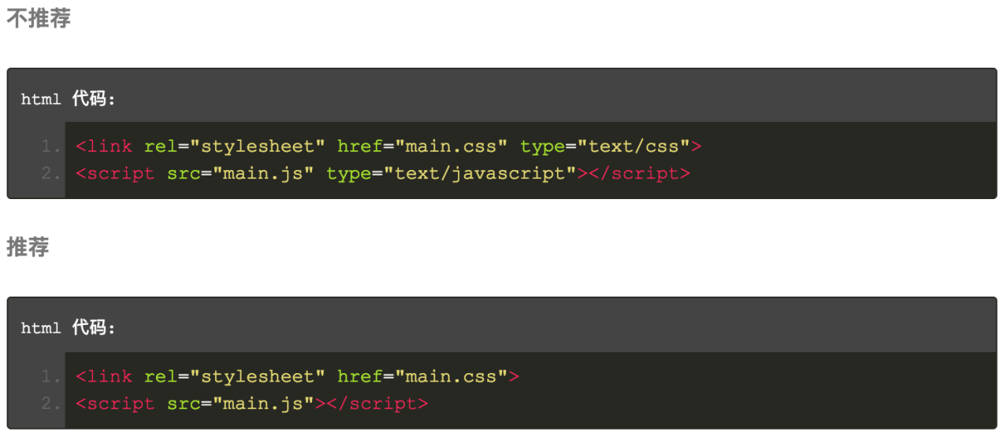 不推荐
html 代码:
1. <link rel="stylesheet" href="main.css" type="text/css">
2. <script src="main.js" type="text/javascript"></script>
推荐
html 代码:
1. <link rel="stylesheet" href="main.css">
2. <script src="main.js"></script>